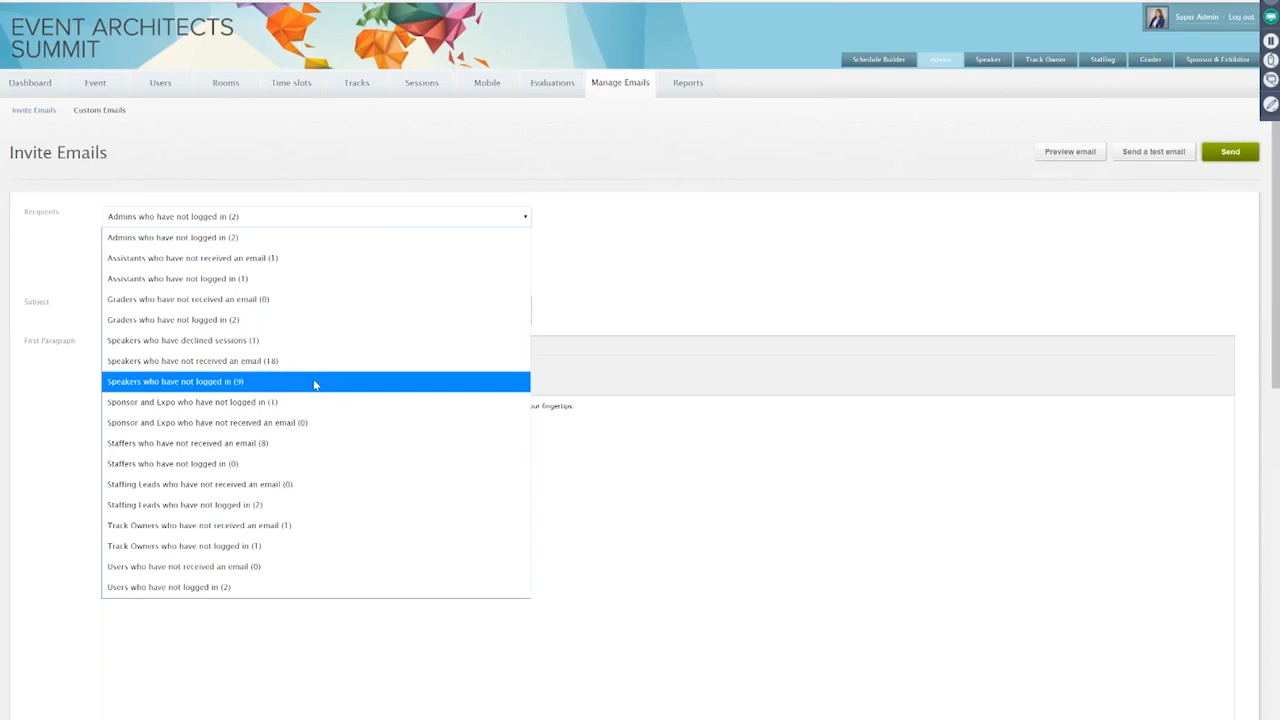 EVENT ARCHITECTS
SUMMIT
Super Admin - Log out
Schedule Builder Admin Speaker Track Owner Staffing Grader Sponsor & Exhibitor
Dashboard Event Users Rooms Time slots Tracks Sessions Mobile Evaluations Manage Emails Reports
Invite Emails Custom Emails
Invite Emails
Preview email Send a test email Send
Recipients
Admins who have not logged in (2)
Admins who have not logged in (2)
Assistants who have not received an email (1)
Assistants who have not logged in (1)
Graders who have not received an email (0)
Subject
Graders who have not logged in (2)
First Paragraph
Speakers who have declined sessions (1)
Speakers who have not received an email (18)
Speakers who have not logged in (9)
Sponsor and Expo who have not logged in (1)
our fingertips.
Sponsor and Expo who have not received an email (0)
Staffers who have not received an email (8)
Staffers who have not logged in (0)
Staffing Leads who have not received an email (0)
Staffing Leads who have not logged in (2)
Track Owners who have not received an email (1)
Track Owners who have not logged in (1)
Users who have not received an email (0)
Users who have not logged in (2)